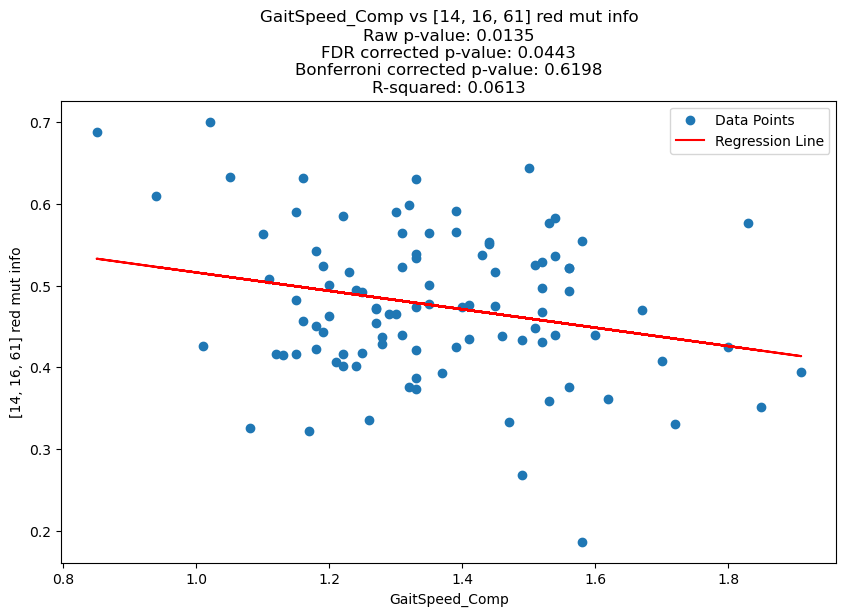 GaitSpeed_Comp vs [14, 16, 61] red mut info
Raw p-value: 0.0135
FDR corrected p-value: 0.0443
Bonferroni corrected p-value: 0.6198
R-squared: 0.0613
Data Points
Regression Line
[14, 16, 61] red mut info
0.7
0.6
0.5
0.4
0.3
0.2
0.8 1.0 1.2 1.4 1.6 1.8
GaitSpeed_Comp